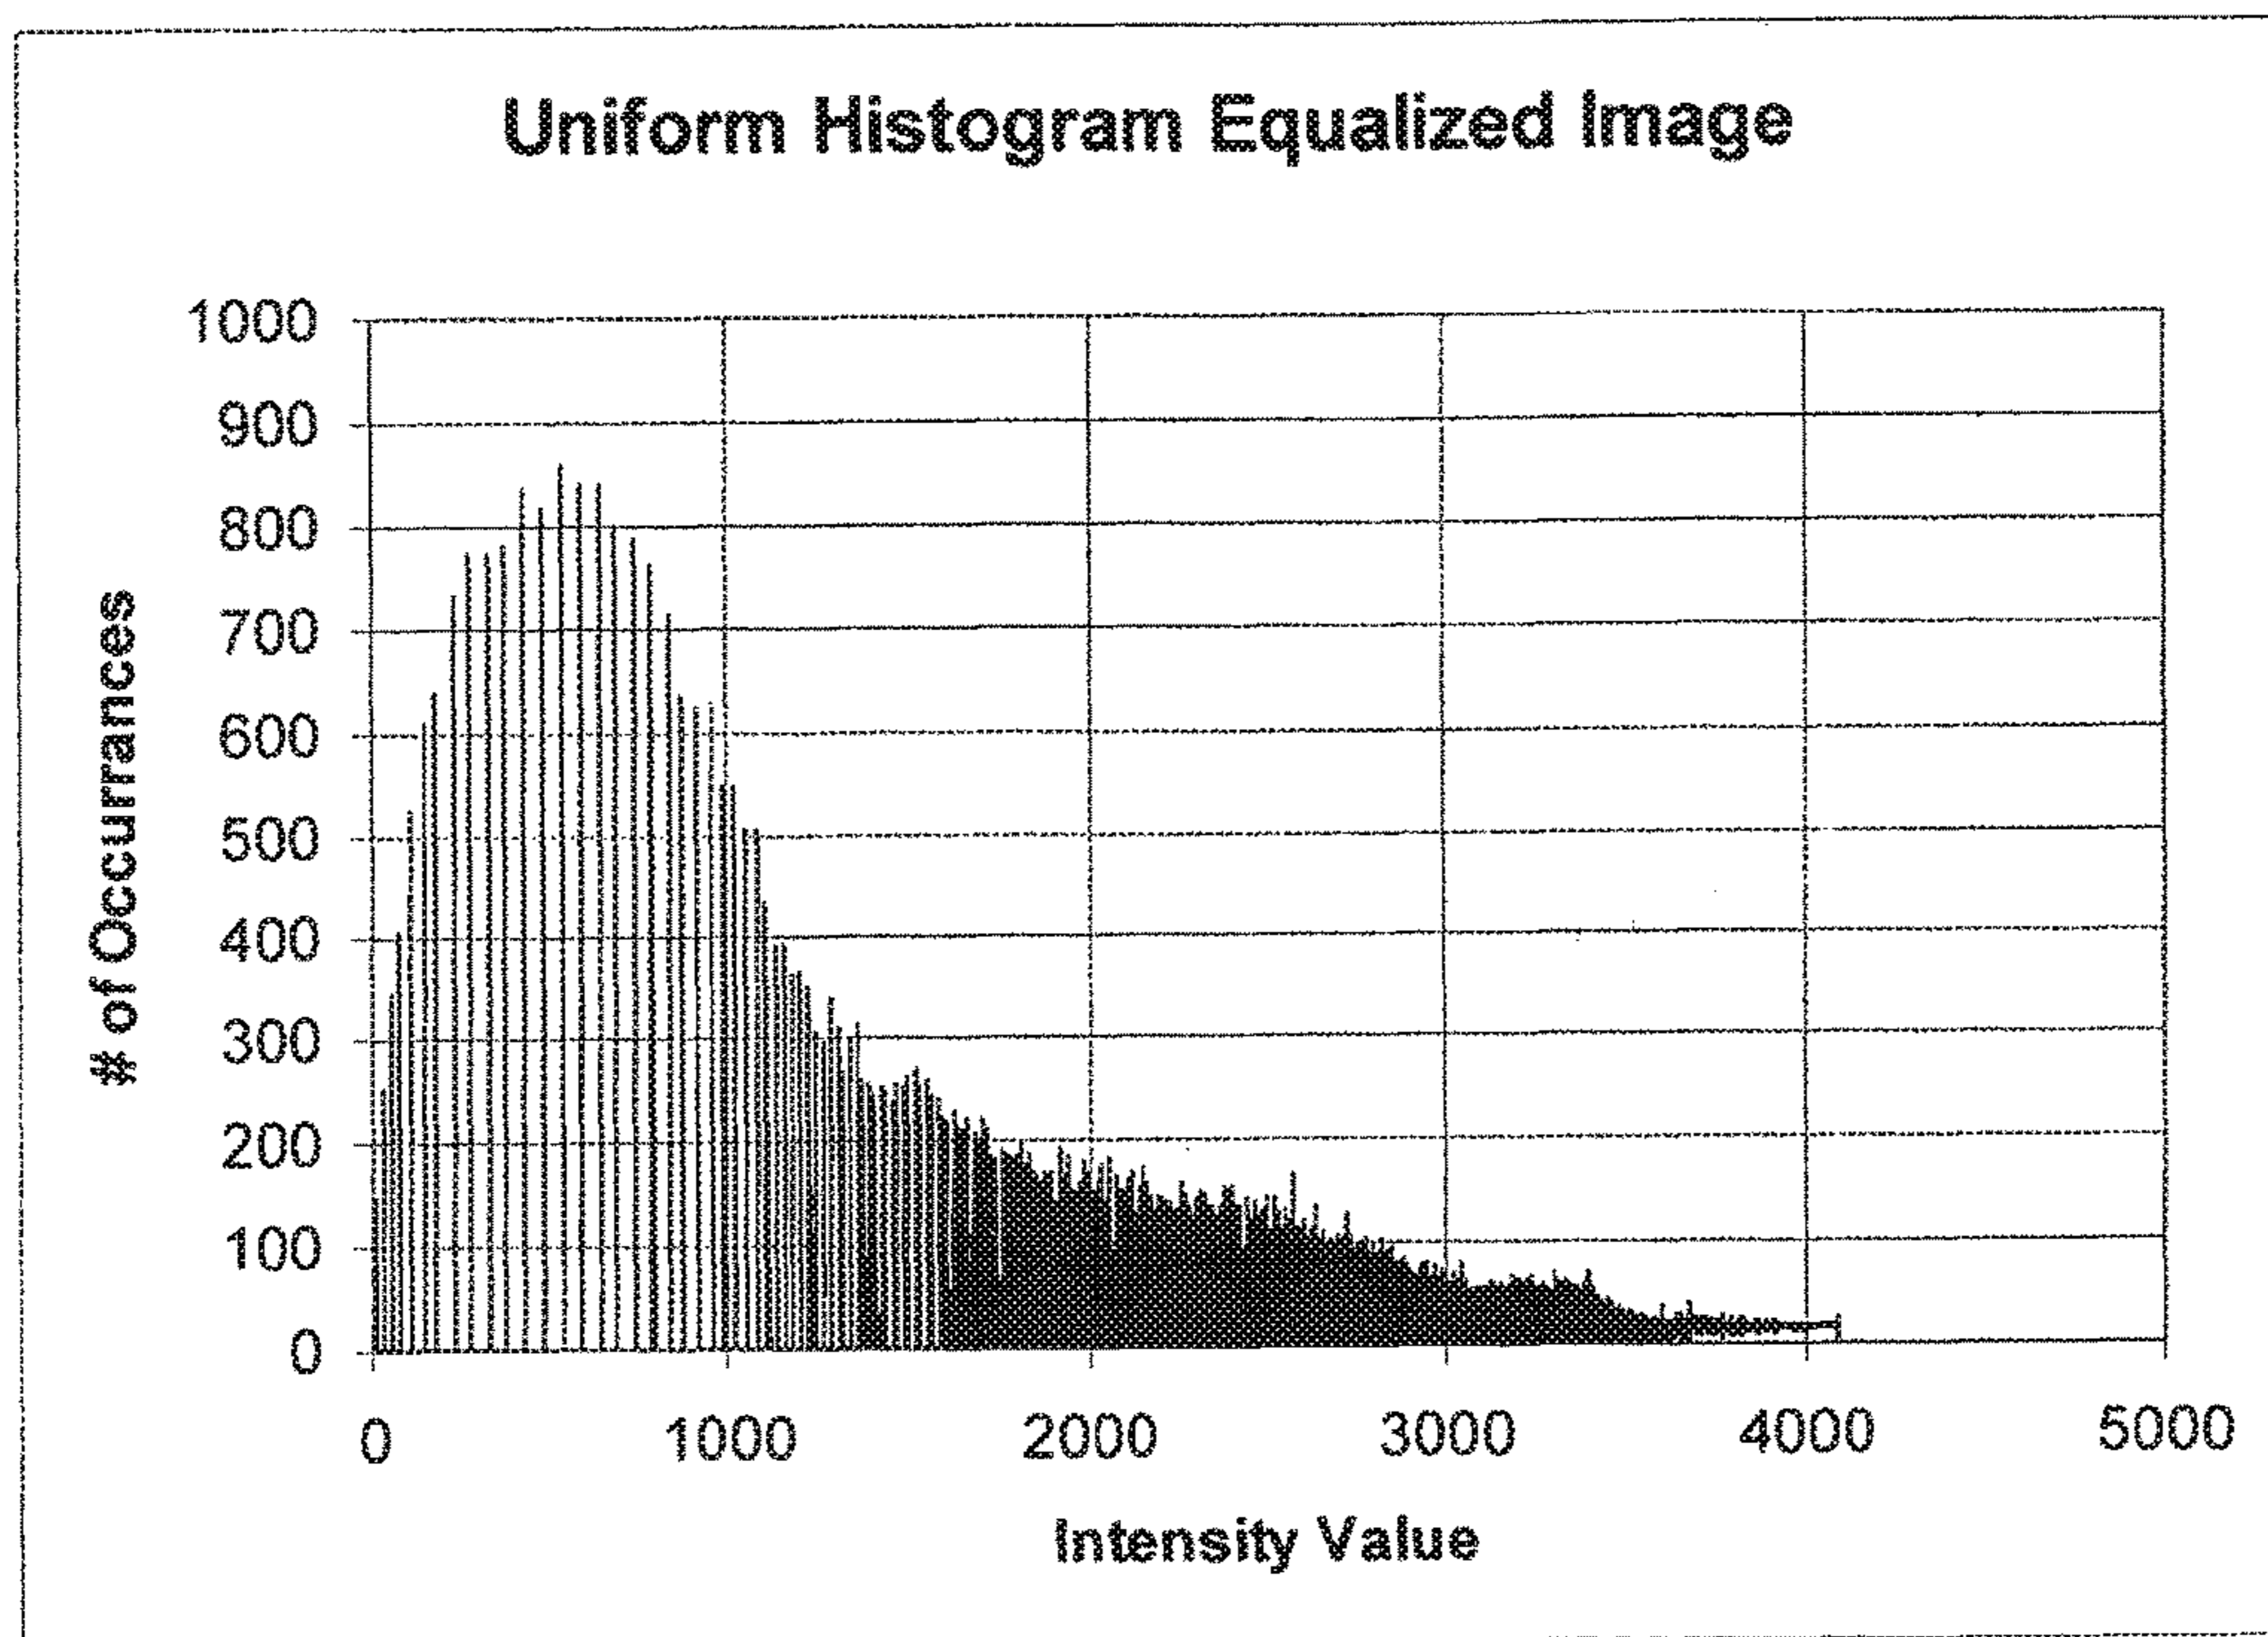 Uniform Histogram Equalized Image
1000
900
800
700
600
500
400
300
200
100
0
# of Occurrances
0 1000 2000 3000 4000 5000
Intensity Value